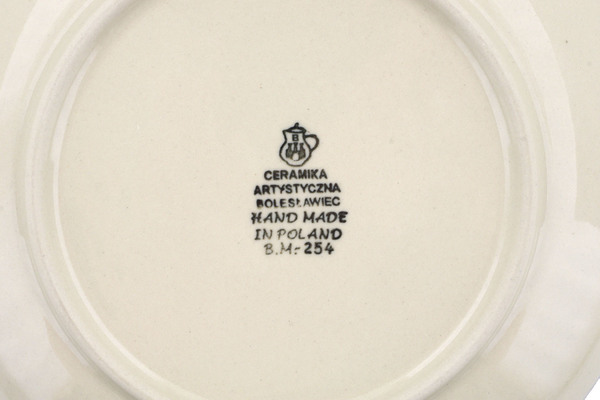 B
CERAMIKA
ARTYSTYCZNA
BOLESŁAWIEC
HAND MADE
IN POLAND
B.M.-254